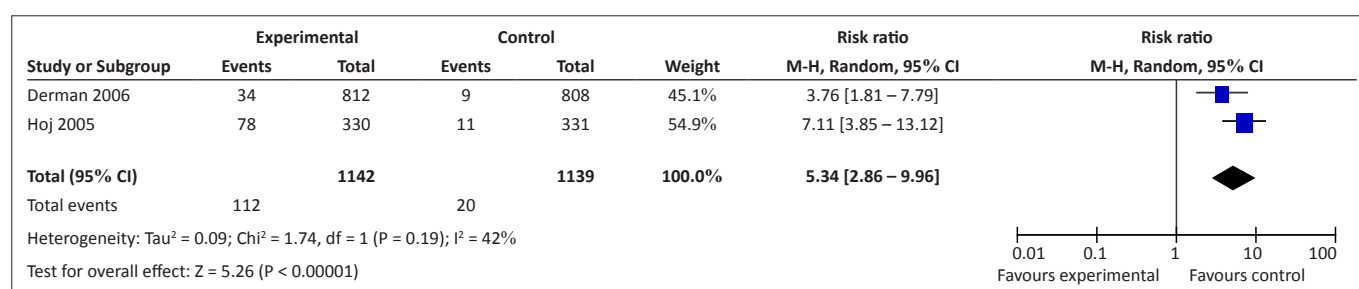 Experimental Control Risk ratio Risk ratio
Study or Subgroup Events Total Events Total Weight M-H, Random, 95% CI M-H, Random, 95% CI
Derman 2006 34 812 9 808 45.1% 3.76 [1.81 – 7.79]
Hoj 2005 78 330 11 331 54.9% 7.11 [3.85 – 13.12]
Total (95% CI) 1142 1139 100.0% 5.34 [2.86 – 9.96]
Total events 112 20
Heterogeneity: Tau² = 0.09; Chi² = 1.74, df = 1 (P = 0.19); I² = 42%
Test for overall effect: Z = 5.26 (P < 0.00001)
0.01 0.1 1 10 100
Favours experimental Favours control